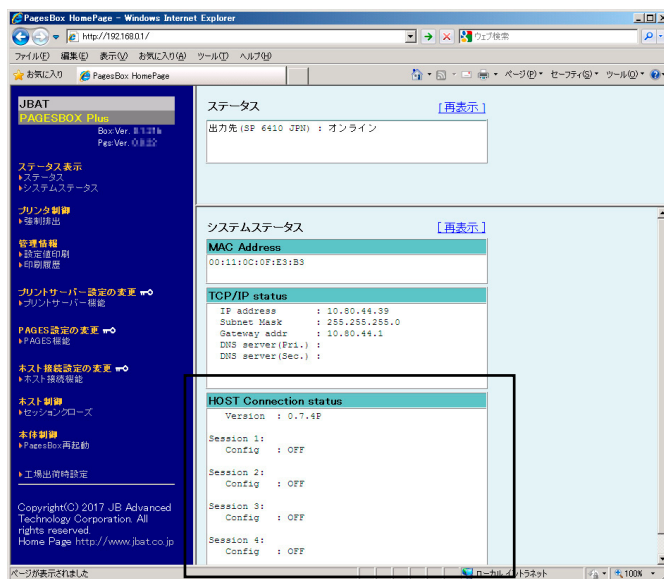 PagesBox HomePage - Windows Internet Explorer
http://192.168.0.1/
ウェブ検索
ファイル(F) 編集(E) 表示(V) お気に入り(A) ツール(T) ヘルプ(H)
お気に入り PagesBox HomePage ページ(P) セーフティ(S) ツール(O)
JBAT
PAGESBOX Plus
Box:Ver.
Pgs:Ver.
ステータス表示
ステータス
システムステータス
プリンタ制御
強制排出
管理情報
設定値印刷
印刷履歴
プリントサーバー設定の変更
プリントサーバー機能
PAGES設定の変更
PAGES機能
ホスト接続設定の変更
ホスト接続機能
ホスト制御
セッションクローズ
本体制御
PagesBox再起動
工場出荷時設定
Copyright(C) 2017 JB Advanced
Technology Corporation. All
rights reserved.
Home Page http://www.jbat.co.jp
ステータス [再表示]
出力先(SP 6410 JPN) : オンライン
システムステータス [再表示]
MAC Address
00:11:0C:0F:E3:B3
TCP/IP status
IP address : 10.80.44.39
Subnet Mask : 255.255.255.0
Gateway addr : 10.80.44.1
DNS server(Pri.) :
DNS server(Sec.) :
HOST Connection status
Version : 0.7.4P
Session 1:
Config : OFF
Session 2:
Config : OFF
Session 3:
Config : OFF
Session 4:
Config : OFF
ページが表示されました ローカル イントラネット 100%